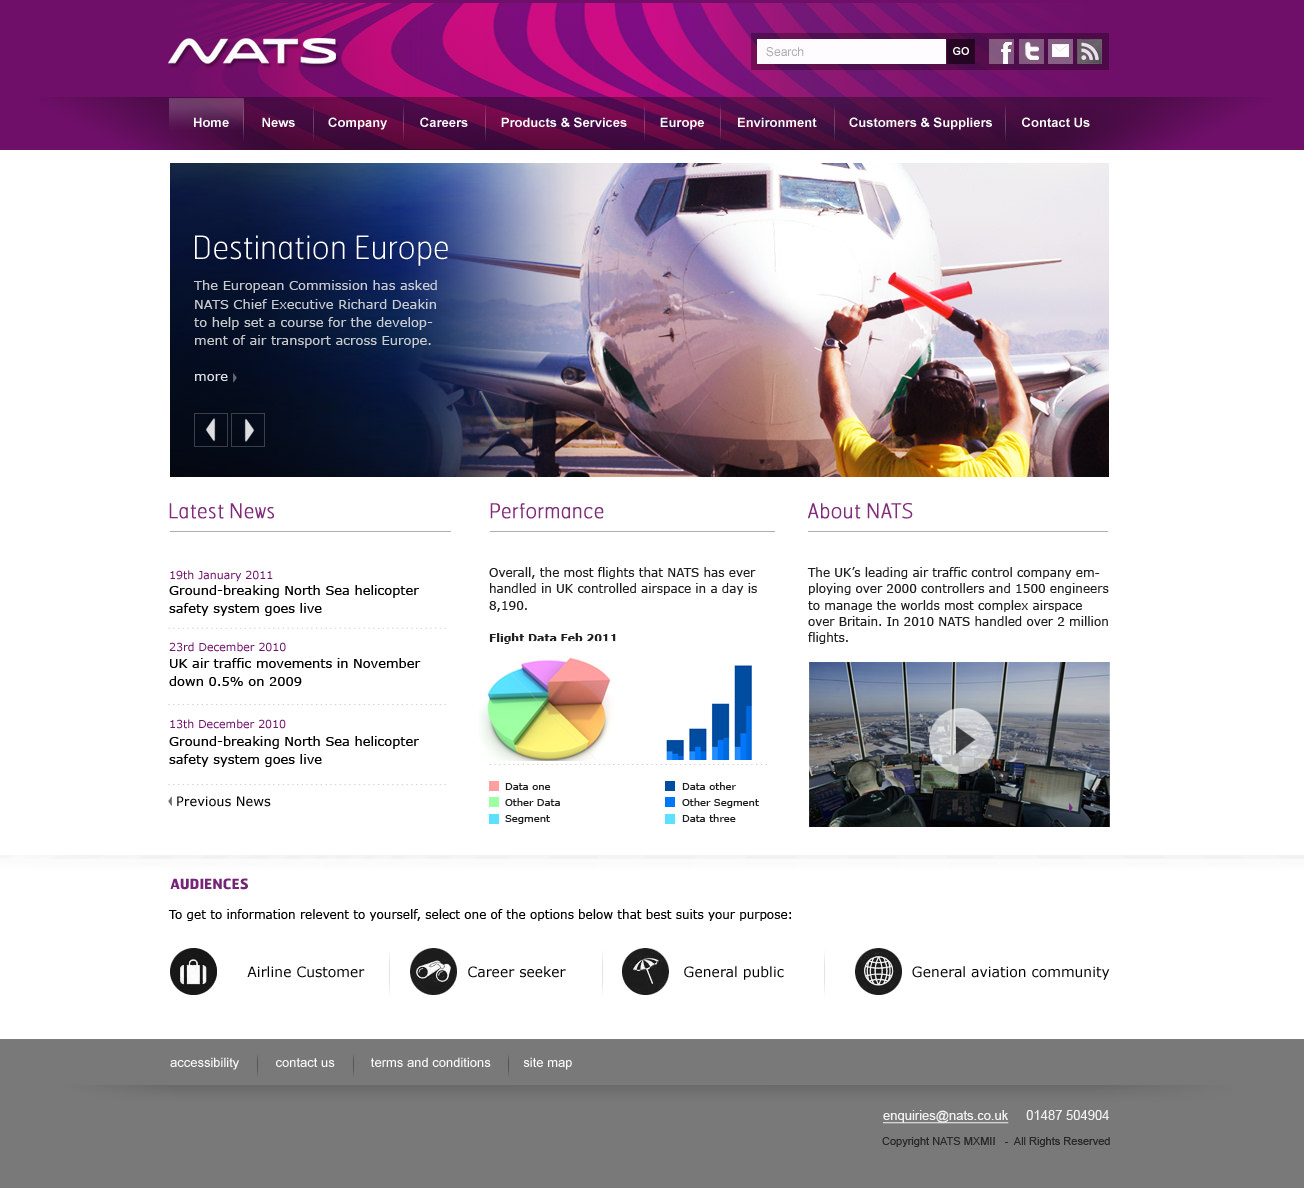 NATS
Search
GO
Home
News
Company
Careers
Products & Services
Europe
Environment
Customers & Suppliers
Contact Us
Destination Europe
The European Commission has asked
NATS Chief Executive Richard Deakin
to help set a course for the develop-
ment of air transport across Europe.
more
Latest News
19th January 2011
Ground-breaking North Sea helicopter
safety system goes live
23rd December 2010
UK air traffic movements in November
down 0.5% on 2009
13th December 2010
Ground-breaking North Sea helicopter
safety system goes live
Previous News
Performance
Overall, the most flights that NATS has ever
handled in UK controlled airspace in a day is
8,190.
Flight Data Feb 2011
Data one
Other Data
Segment
Data other
Other Segment
Data three
About NATS
The UK's leading air traffic control company em-
ploying over 2000 controllers and 1500 engineers
to manage the worlds most complex airspace
over Britain. In 2010 NATS handled over 2 million
flights.
AUDIENCES
To get to information relevent to yourself, select one of the options below that best suits your purpose:
Airline Customer
Career seeker
General public
General aviation community
accessibility
contact us
terms and conditions
site map
enquiries@nats.co.uk
01487 504904
Copyright NATS MXMII - All Rights Reserved